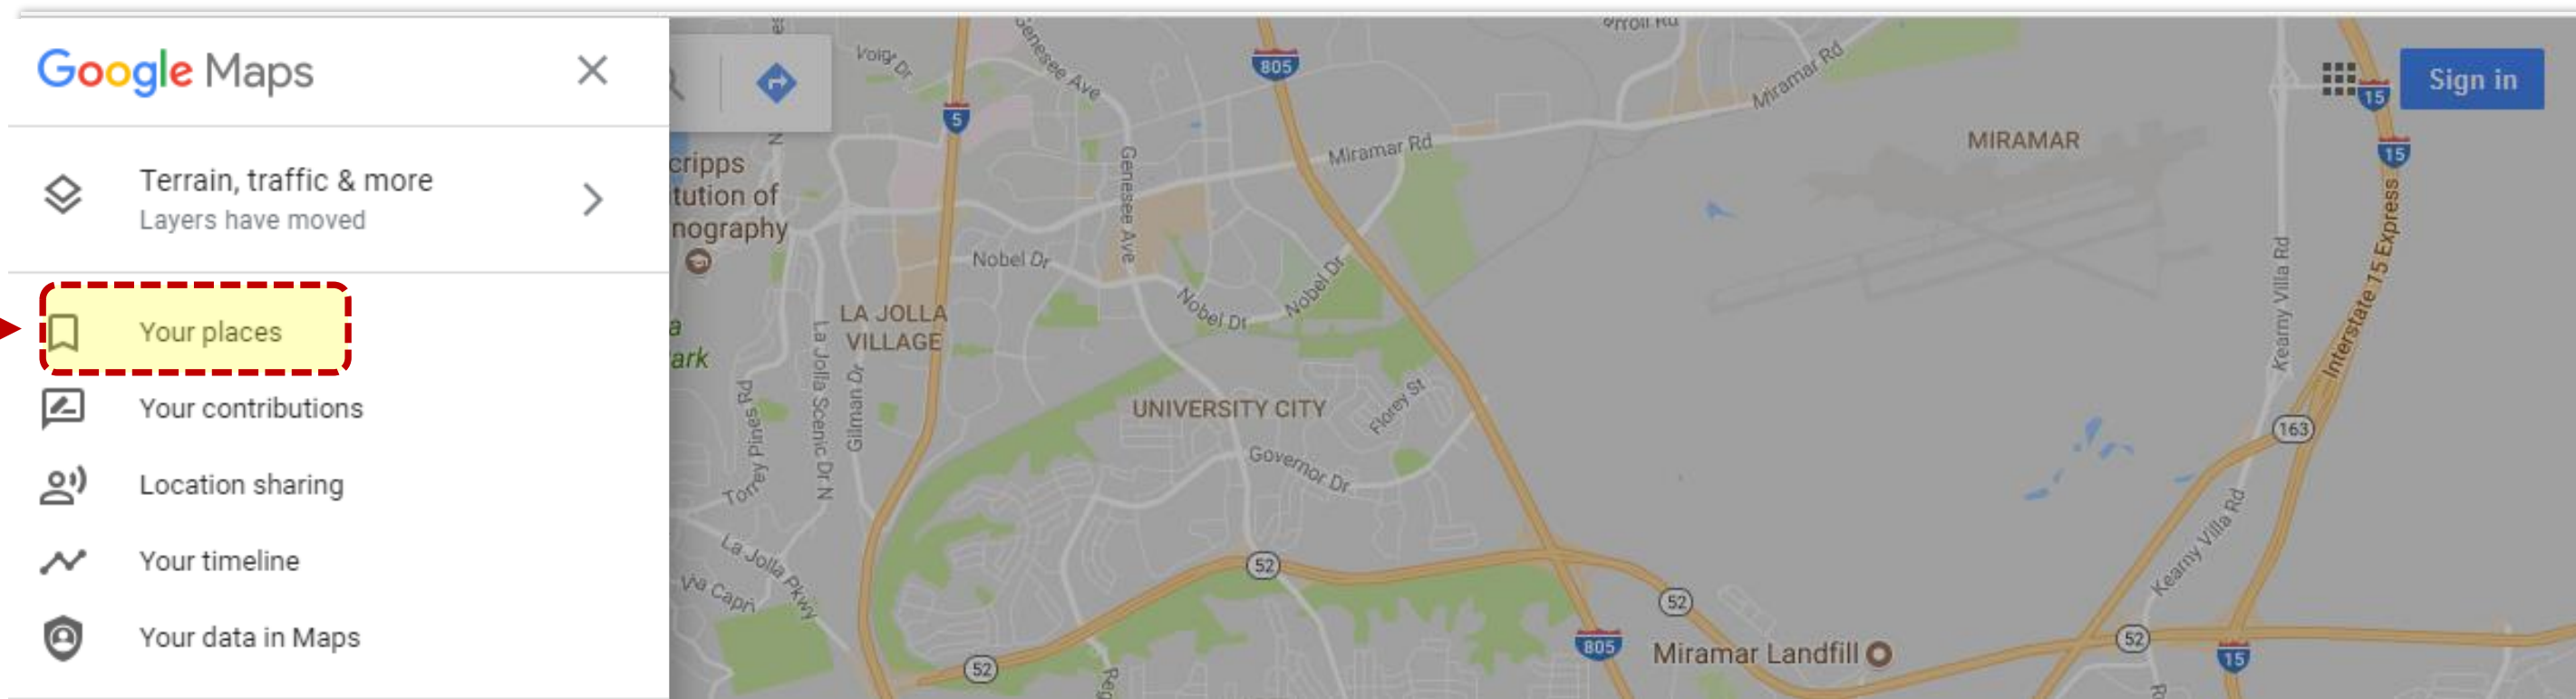 Google Maps
Terrain, traffic & more
Layers have moved
Your places
Your contributions
Location sharing
Your timeline
Your data in Maps
Sign in
Voigt Dr
Genesee Ave
805
5
Miramar Rd
Miramar Rd
15
15
MIRAMAR
cripps
tution of
nography
Genesee Ave
Nobel Dr
Nobel Dr
Nobel Dr
LA JOLLA
VILLAGE
ark
La Jolla Scenic Dr N
Gilman Dr
Torrey Pines Rd
UNIVERSITY CITY
Florey St
Governor Dr
Kearny Villa Rd
Interstate 15 Express
163
Kearny Villa Rd
La Jolla Pkwy
Via Capri
52
52
52
52
805
Miramar Landfill
15